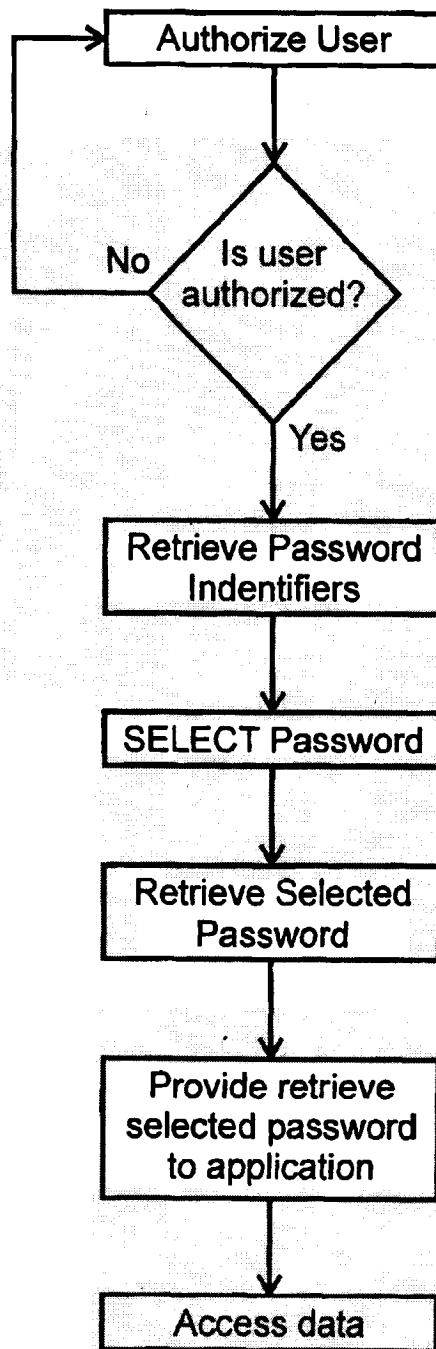 Authorize User
Is user
authorized?
No
Yes
Retrieve Password
Indentifiers
SELECT Password
Retrieve Selected
Password
Provide retrieve
selected password
to application
Access data